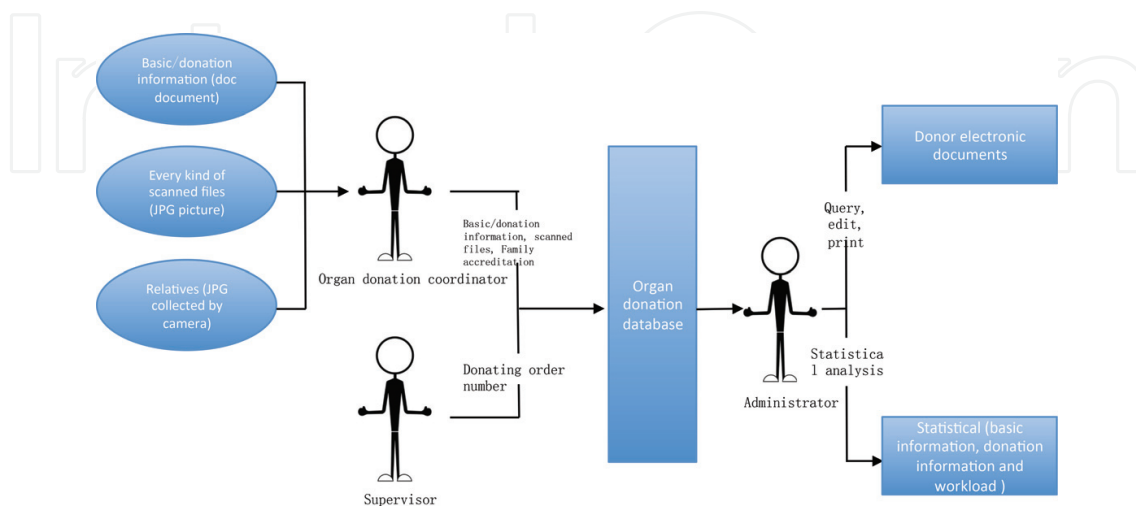 Basic/donation
information (doc
document)
Every kind of
scanned files
(JPG picture)
Relatives (JPG
collected by
camera)
Organ donation coordinator
Basic/donation
information, scanned
files, Family
accreditation
Donating order
number
Supervisor
Organ
donation
database
Administrator
Query,
edit,
print
Statistica
l analysis
Donor electronic
documents
Statistical (basic
information, donation
information and
workload )